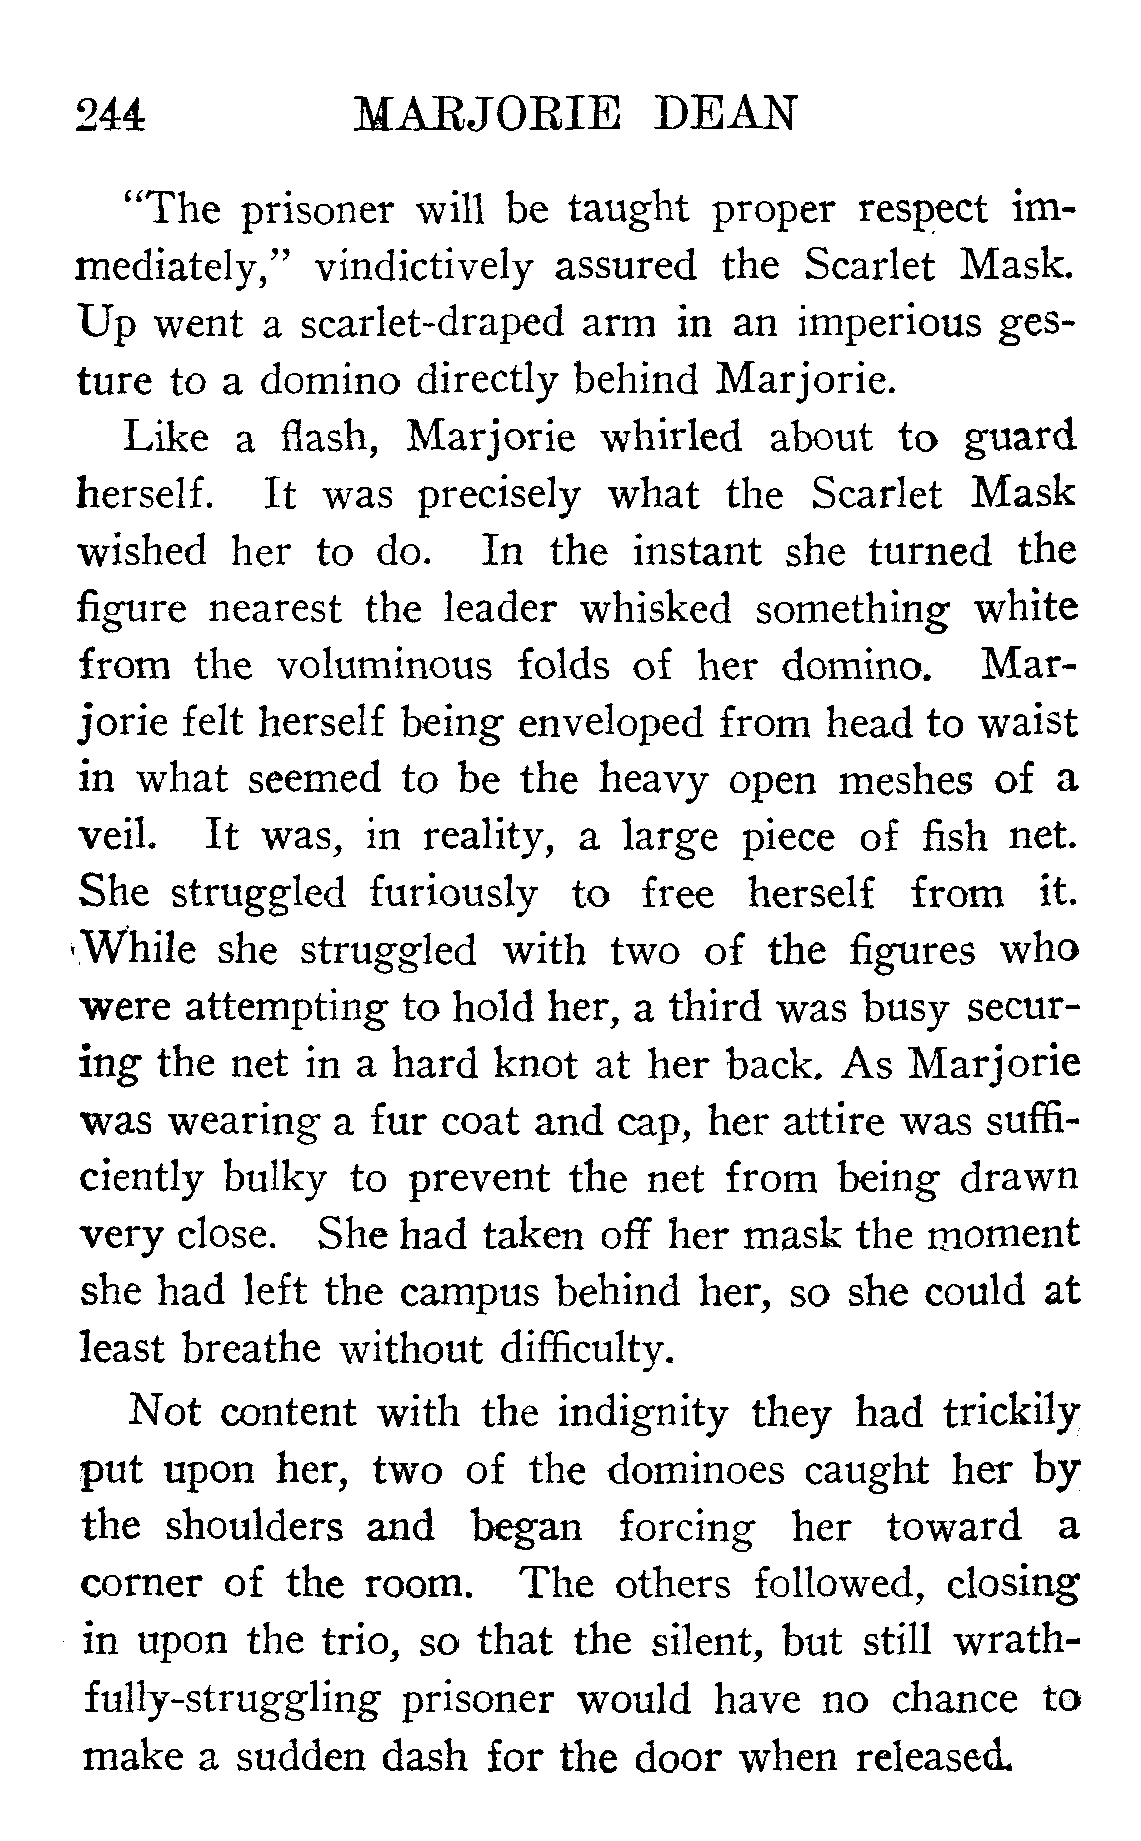 244 MARJORIE DEAN
“The prisoner will be taught proper respect im-
mediately,” vindictively assured the Scarlet Mask.
Up went a scarlet-draped arm in an imperious ges-
ture to a domino directly behind Marjorie.
Like a flash, Marjorie whirled about to guard
herself. It was precisely what the Scarlet Mask
wished her to do. In the instant she turned the
figure nearest the leader whisked something white
from the voluminous folds of her domino. Mar-
jorie felt herself being enveloped from head to waist
in what seemed to be the heavy open meshes of a
veil. It was, in reality, a large piece of fish net.
She struggled furiously to free herself from it.
While she struggled with two of the figures who
were attempting to hold her, a third was busy secur-
ing the net in a hard knot at her back. As Marjorie
was wearing a fur coat and cap, her attire was suffi-
ciently bulky to prevent the net from being drawn
very close. She had taken off her mask the moment
she had left the campus behind her, so she could at
least breathe without difficulty.
Not content with the indignity they had trickily
put upon her, two of the dominoes caught her by
the shoulders and began forcing her toward a
corner of the room. The others followed, closing
in upon the trio, so that the silent, but still wrath-
fully-struggling prisoner would have no chance to
make a sudden dash for the door when released.